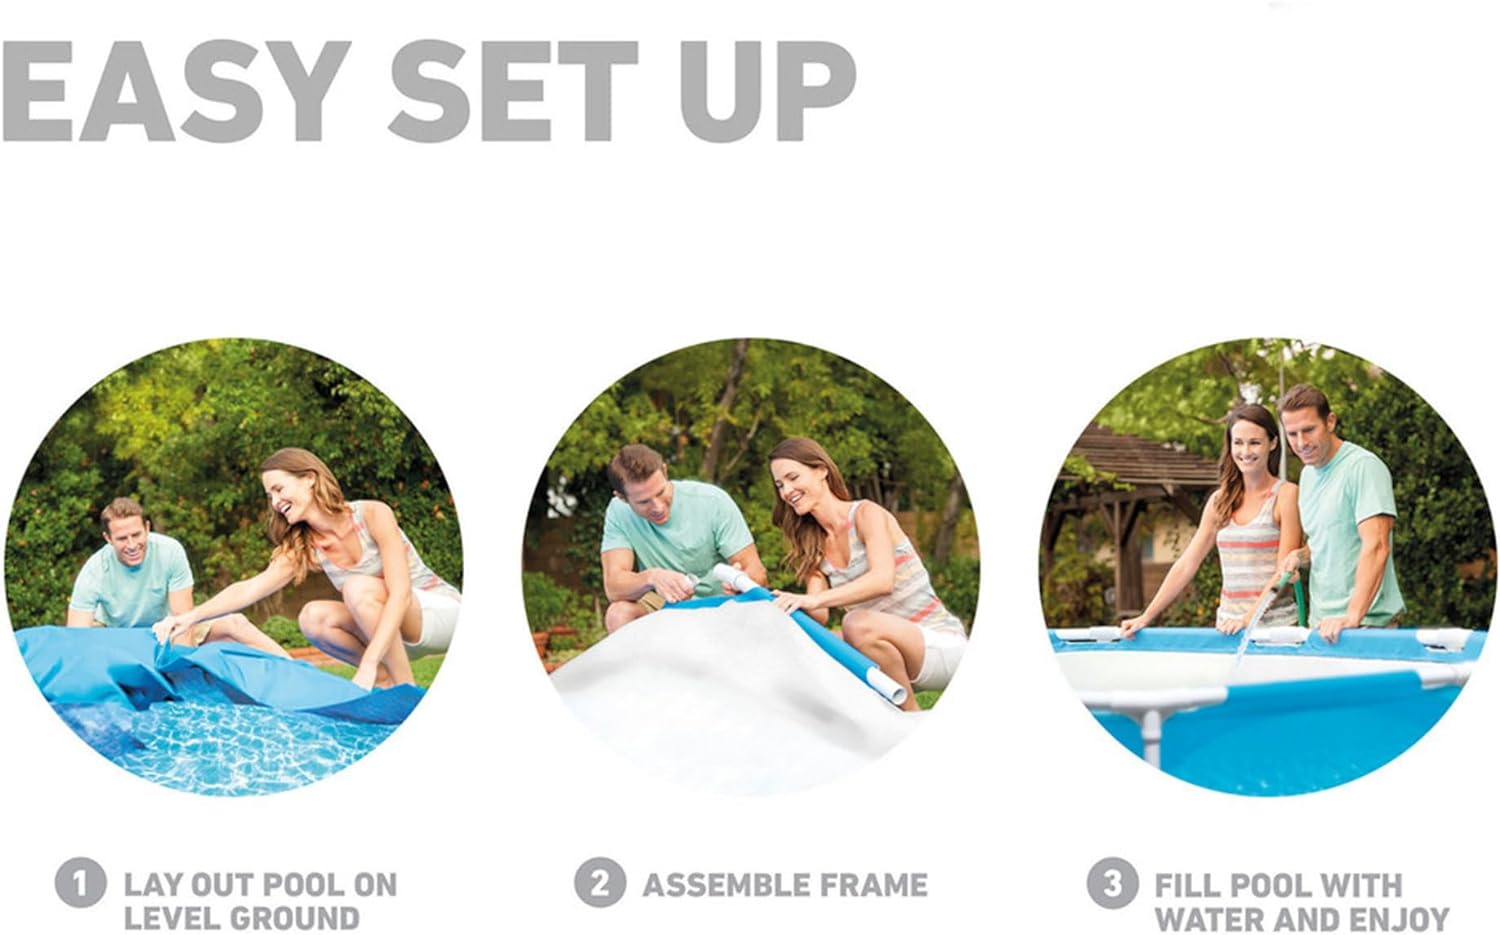 EASY SET UP
1 LAY OUT POOL ON
LEVEL GROUND
2 ASSEMBLE FRAME
3 FILL POOL WITH
WATER AND ENJOY